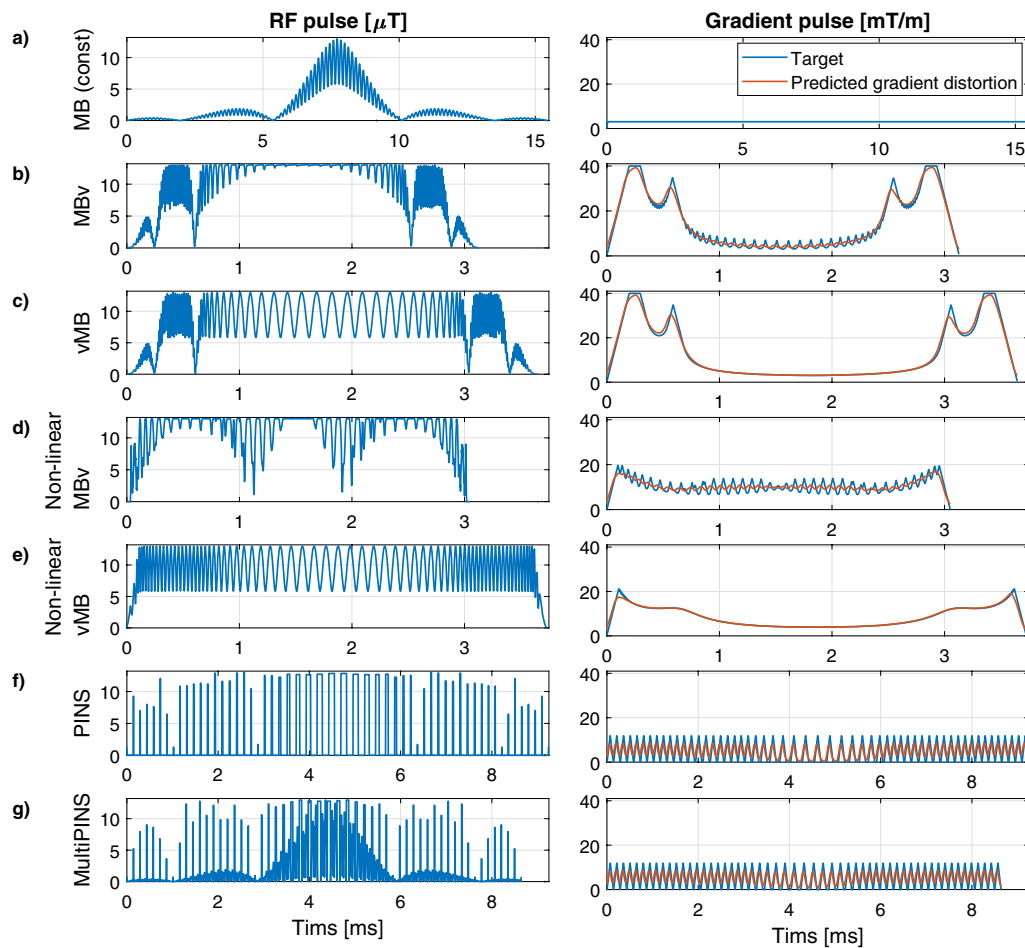 RF pulse [μT]
Gradient pulse [mT/m]
a)
MB (const)
10
5
0
0 5 10 15
40
20
0
0 5 10 15
Target
Predicted gradient distortion
b)
MBv
10
5
0
0 1 2 3
40
20
0
0 1 2 3
c)
vMB
10
5
0
0 1 2 3
40
20
0
0 1 2 3
d)
Non-linear
MBv
10
5
0
0 1 2 3
40
20
0
0 1 2 3
e)
Non-linear
vMB
10
5
0
0 1 2 3
40
20
0
0 1 2 3
f)
PINS
10
5
0
0 2 4 6 8
40
20
0
0 2 4 6 8
g)
MultiPINS
10
5
0
0 2 4 6 8
40
20
0
0 2 4 6 8
Tims [ms]
Tims [ms]